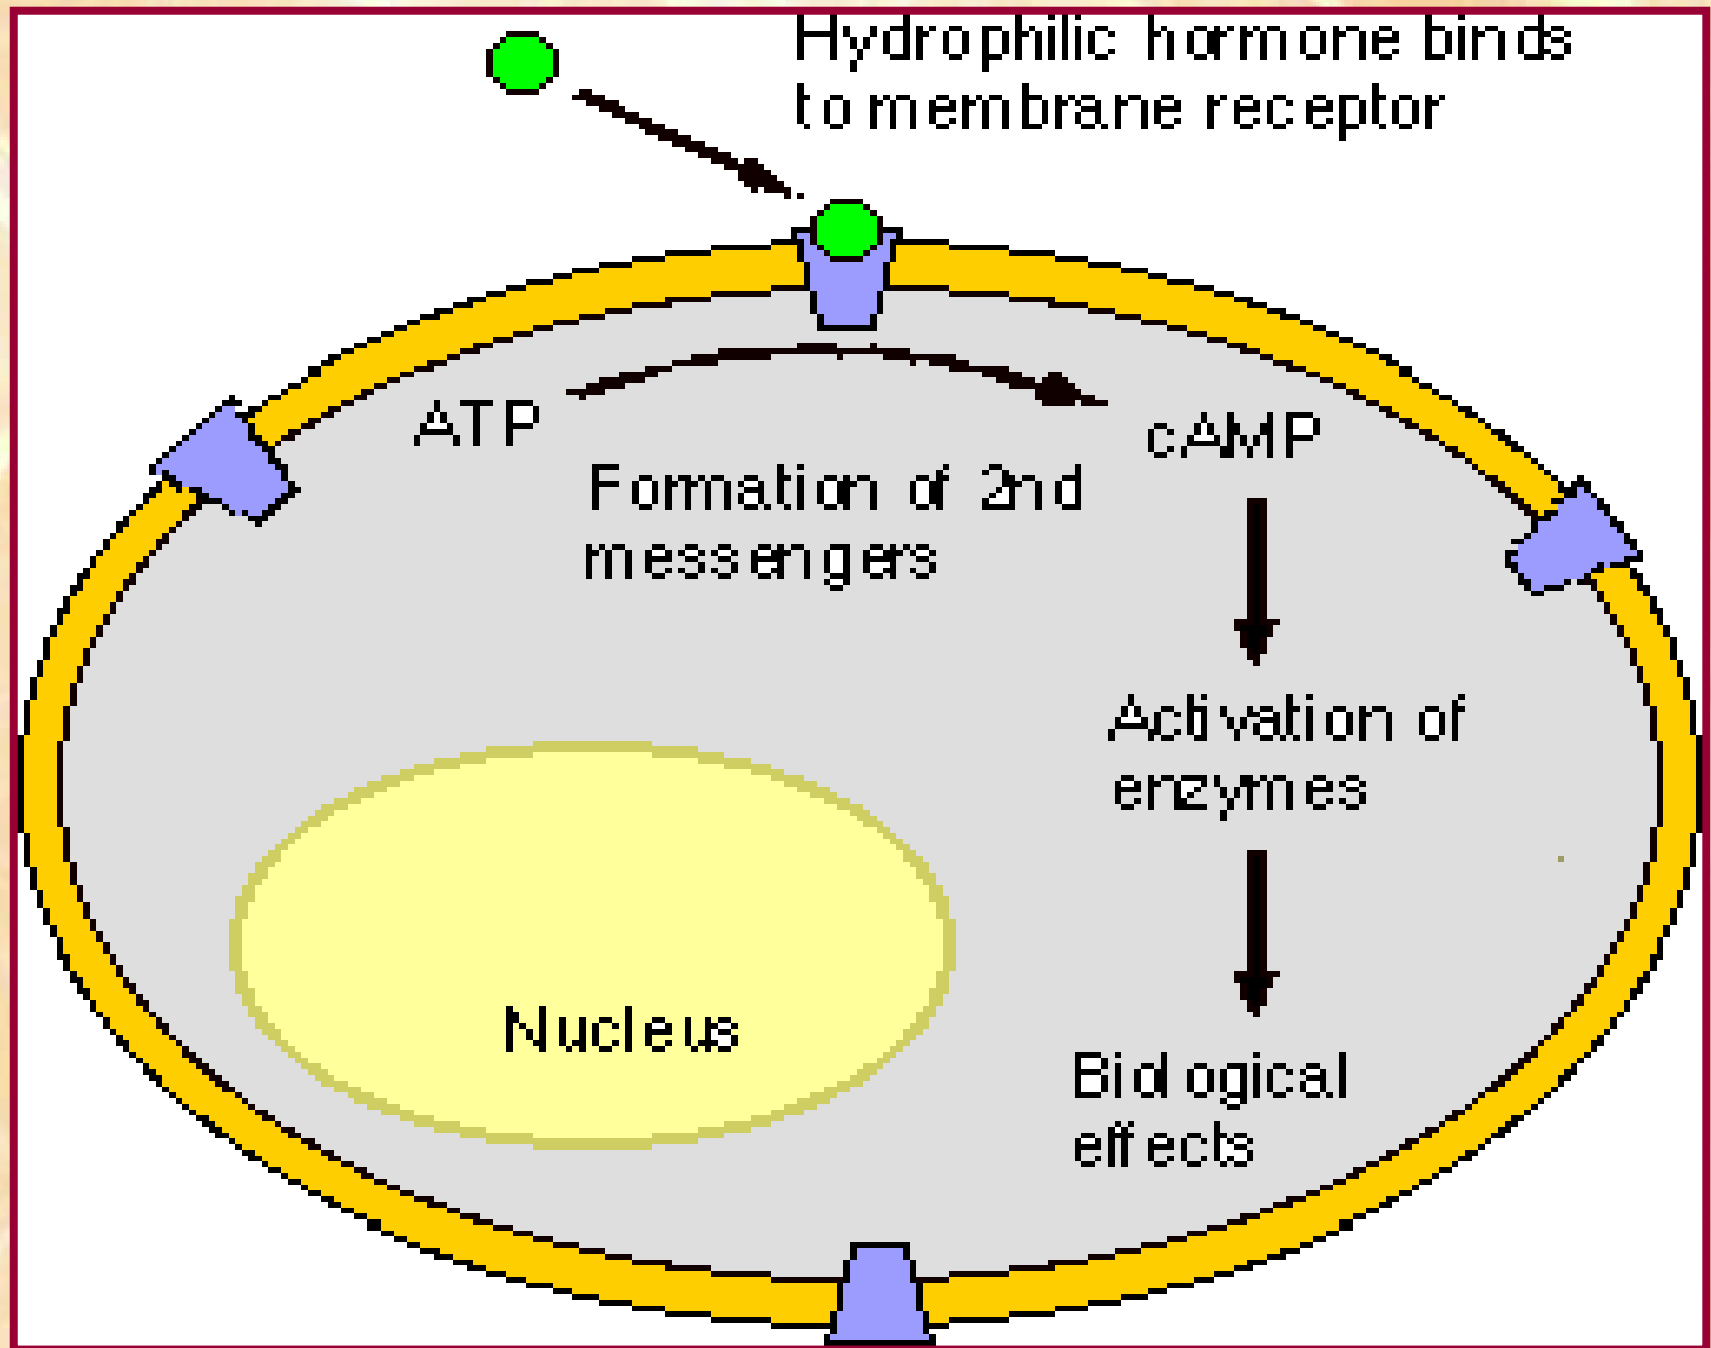 Hydrophilic hormone binds
to membrane receptor
ATP
cAMP
Formation of 2nd
messengers
Activation of
enzymes
Nucleus
Biological
effects